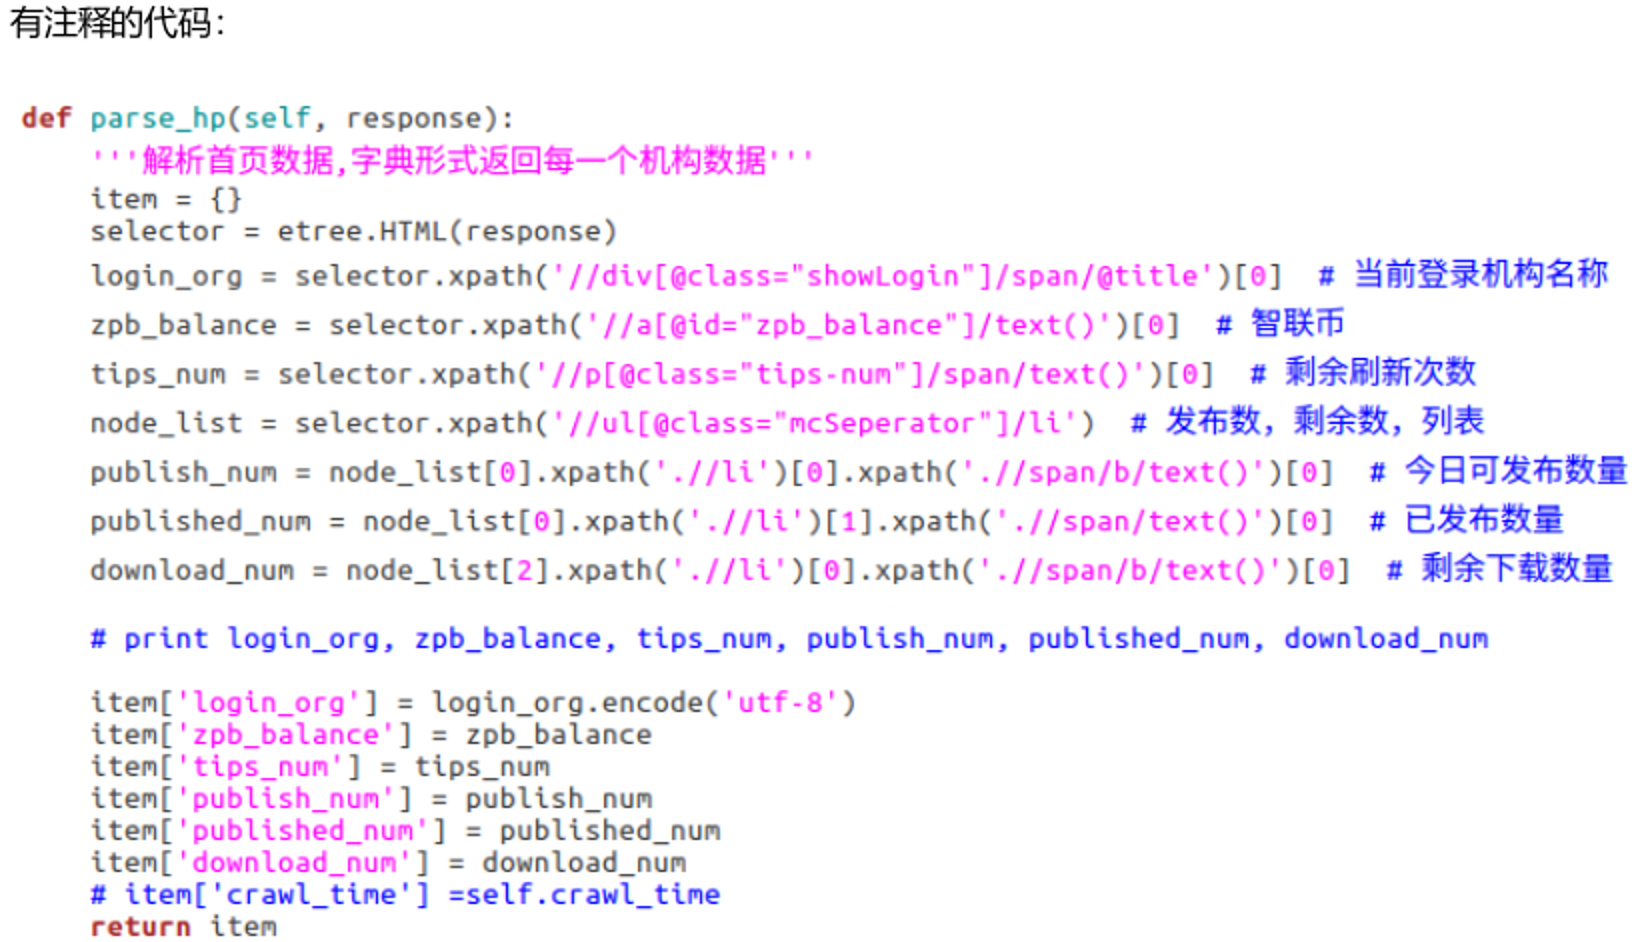 有注释的代码：
def parse_hp(self, response):
    '''解析首页数据,字典形式返回每一个机构数据'''
    item = {}
    selector = etree.HTML(response)
    login_org = selector.xpath('//div[@class="showLogin"]/span/@title')[0]  # 当前登录机构名称
    zpb_balance = selector.xpath('//a[@id="zpb_balance"]/text()')[0]  # 智联币
    tips_num = selector.xpath('//p[@class="tips-num"]/span/text()')[0]  # 剩余刷新次数
    node_list = selector.xpath('//ul[@class="mcSeperator"]/li')  # 发布数，剩余数，列表
    publish_num = node_list[0].xpath('.//li')[0].xpath('.//span/b/text()')[0]  # 今日可发布数量
    published_num = node_list[0].xpath('.//li')[1].xpath('.//span/text()')[0]  # 已发布数量
    download_num = node_list[2].xpath('.//li')[0].xpath('.//span/b/text()')[0]  # 剩余下载数量
    # print login_org, zpb_balance, tips_num, publish_num, published_num, download_num
    item['login_org'] = login_org.encode('utf-8')
    item['zpb_balance'] = zpb_balance
    item['tips_num'] = tips_num
    item['publish_num'] = publish_num
    item['published_num'] = published_num
    item['download_num'] = download_num
    # item['crawl_time'] =self.crawl_time
    return item